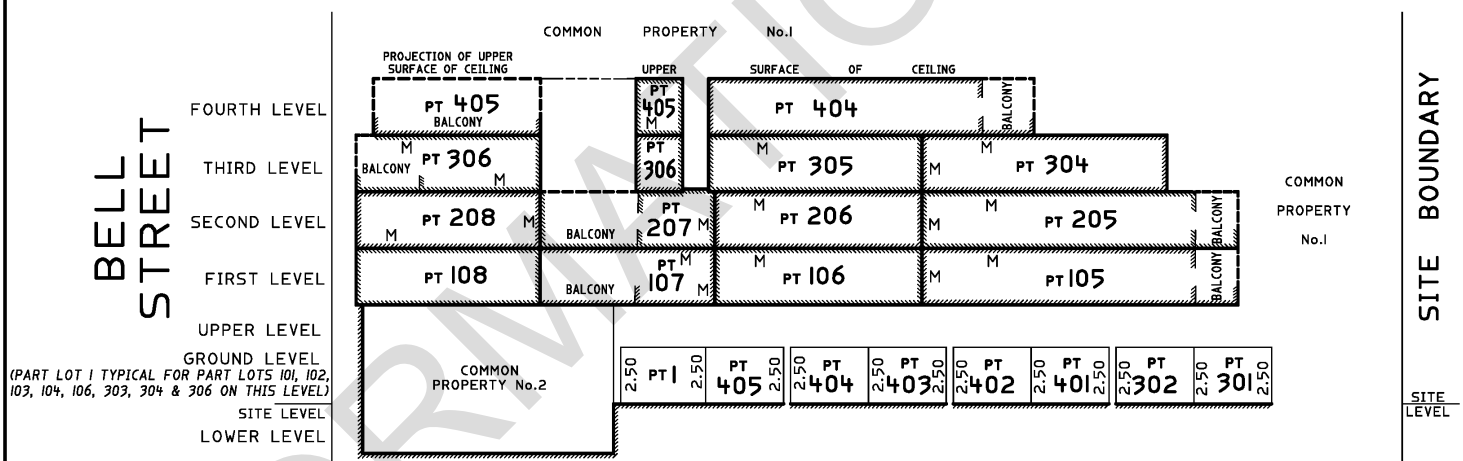 COMMON PROPERTY No.1
PROJECTION OF UPPER
SURFACE OF CEILING
UPPER SURFACE OF CEILING
FOURTH LEVEL
PT 405
BALCONY
PT
405
M
PT 404
BALCONY
THIRD LEVEL
BALCONY
M
PT 306
M
PT
306
M
PT 305
M
M
PT 304
COMMON
PROPERTY
No.1
SECOND LEVEL
M
PT 208
M
BALCONY
PT
207
M
M
PT 206
M
M
PT 205
BALCONY
FIRST LEVEL
PT 108
BALCONY
PT
107
M
M
M
PT 106
M
M
PT 105
BALCONY
UPPER LEVEL
GROUND LEVEL
(PART LOT 1 TYPICAL FOR PART LOTS 101, 102,
103, 104, 106, 303, 304 & 306 ON THIS LEVEL)
SITE LEVEL
LOWER LEVEL
COMMON
PROPERTY No.2
2.50 PT 1 2.50
PT
405 2.50
2.50 PT
404
PT
403 2.50
2.50 PT
402
PT
401 2.50
2.50 PT
302
PT
301 2.50
BELL
STREET
SITE BOUNDARY
SITE
LEVEL
ORMATIO